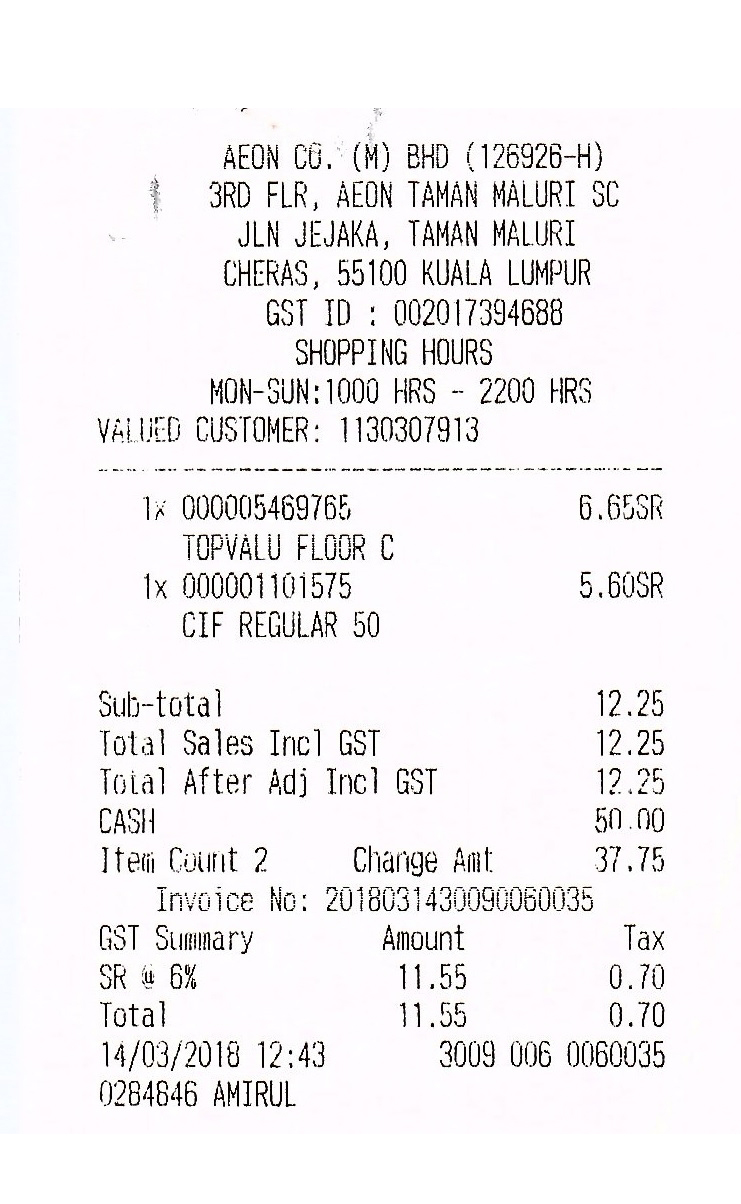 AEON CO. (M) BHD (126926-H)
3RD FLR, AEON TAMAN MALURI SC
JLN JEJAKA, TAMAN MALURI
CHERAS, 55100 KUALA LUMPUR
GST ID : 002017394688
SHOPPING HOURS
MON-SUN:1000 HRS - 2200 HRS
VALUED CUSTOMER: 1130307913
1x 000005469765 6.65SR
TOPVALU FLOOR C
1x 000001101575 5.60SR
CIF REGULAR 50
Sub-total 12.25
Total Sales Incl GST 12.25
Total After Adj Incl GST 12.25
CASH 50.00
Item Count 2 Change Amt 37.75
Invoice No: 2018031430090060035
GST Summary Amount Tax
SR @ 6% 11.55 0.70
Total 11.55 0.70
14/03/2018 12:43 3009 006 0060035
0284846 AMIRUL